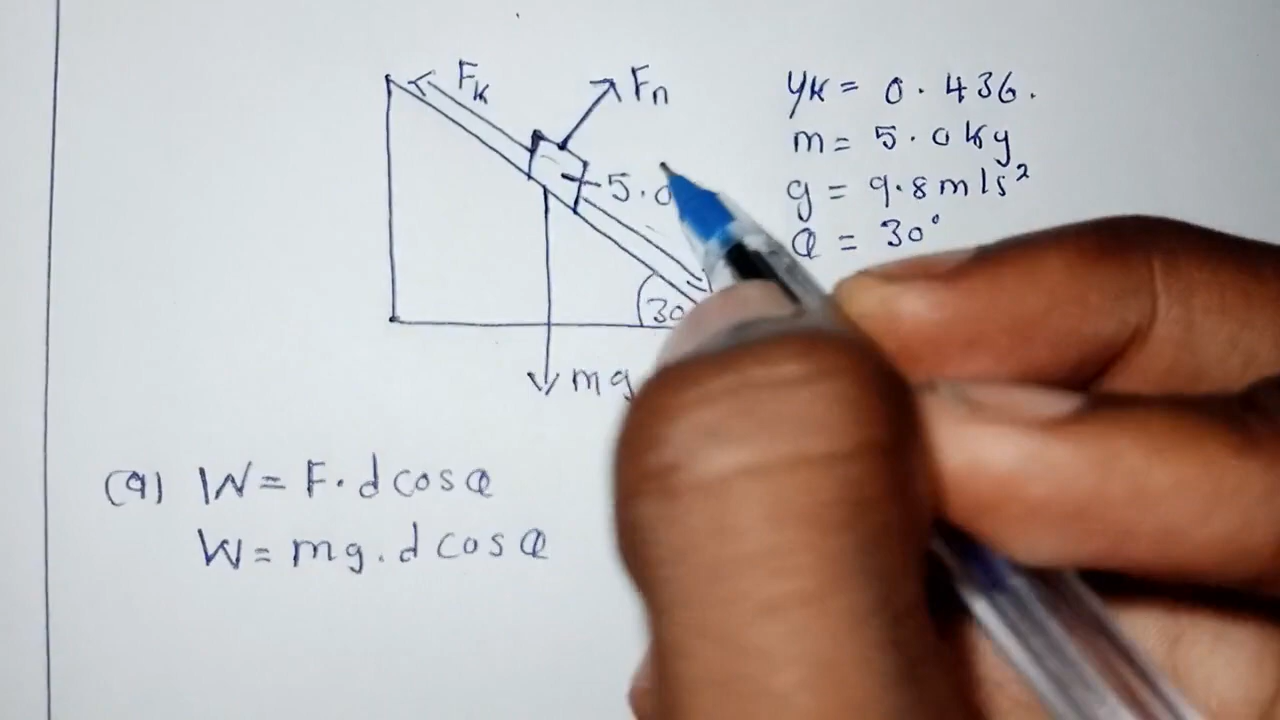 Fk
Fn
5.0
30
mg
μk = 0.436.
m = 5.0 kg
g = 9.8 m/s²
θ = 30°
(a) W = F. d cos θ
W = mg. d cos θ